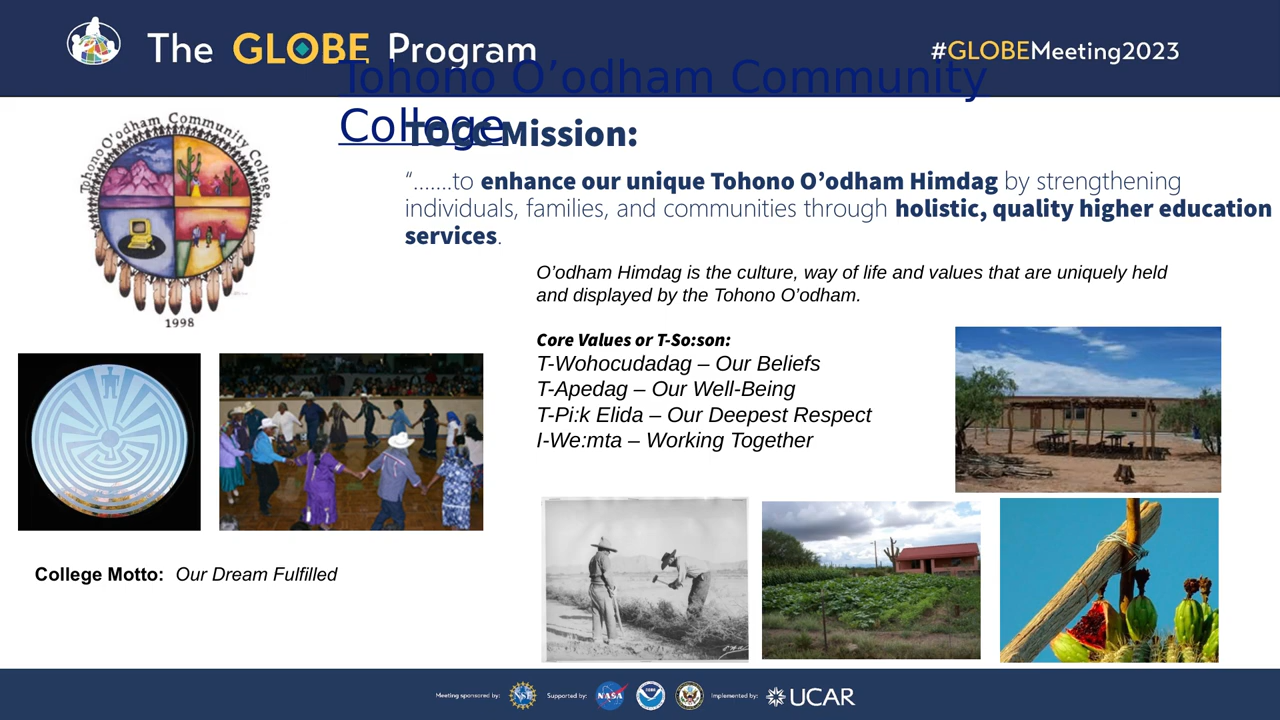 The GLOBE Program
#GLOBEMeeting2023
Tohono O’odham Community
College
TOCC Mission:
Tohono O'odham Community College
1998
“.......to enhance our unique Tohono O’odham Himdag by strengthening
individuals, families, and communities through holistic, quality higher education
services.
O’odham Himdag is the culture, way of life and values that are uniquely held
and displayed by the Tohono O’odham.
Core Values or T-So:son:
T-Wohocudadag – Our Beliefs
T-Apedag – Our Well-Being
T-Pi:k Elida – Our Deepest Respect
I-We:mta – Working Together
College Motto: Our Dream Fulfilled
Meeting sponsored by:
Supported by:
NASA
Implemented by:
UCAR